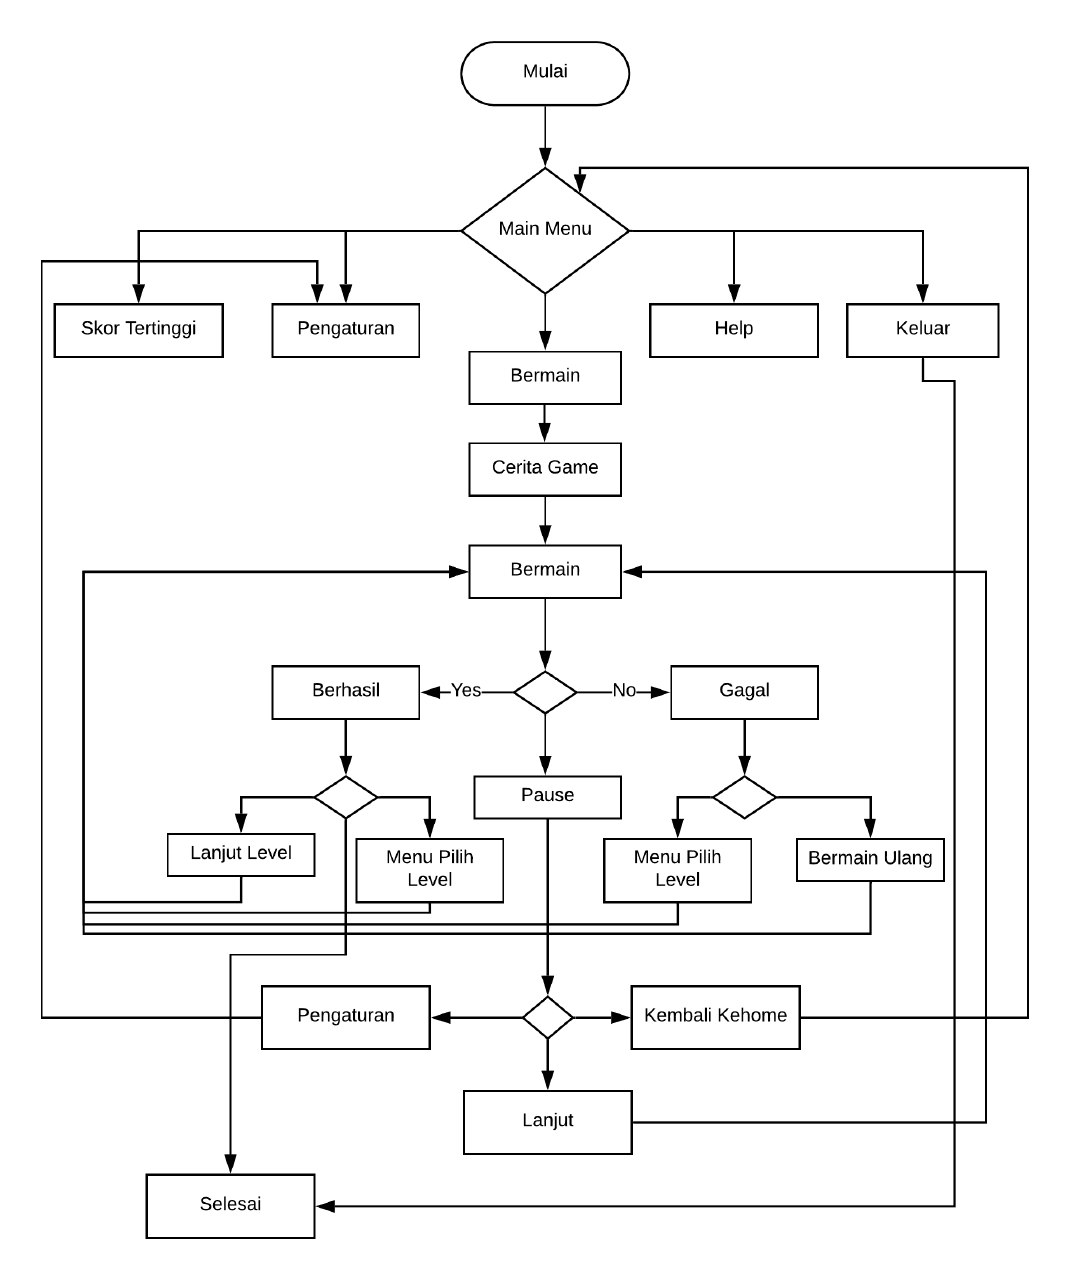 Mulai
Main Menu
Skor Tertinggi
Pengaturan
Help
Keluar
Bermain
Cerita Game
Bermain
Berhasil
Yes
No
Gagal
Pause
Lanjut Level
Menu Pilih
Level
Menu Pilih
Level
Bermain Ulang
Pengaturan
Kembali Kehome
Lanjut
Selesai